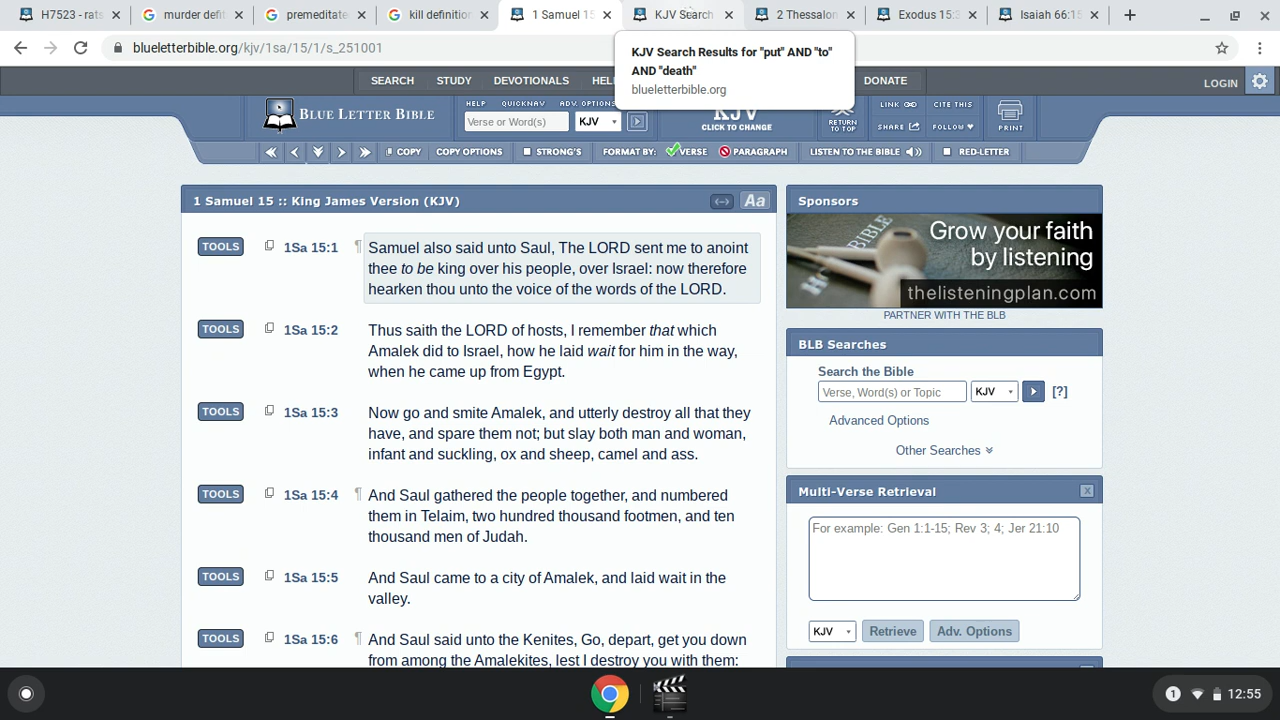 H7523 - rats
murder defi
premeditate
kill definition
1 Samuel 15
KJV Search
2 Thessalon
Exodus 15:
Isaiah 66:1
blueletterbible.org/kjv/1sa/15/1/s_251001
KJV Search Results for "put" AND "to"
AND "death"
blueletterbible.org
SEARCH STUDY DEVOTIONALS HEL DONATE
LOGIN
BLUE LETTER BIBLE
HELP QUICKNAV ADV. OPTIONS
Verse or Word(s) KJV
KJV
CLICK TO CHANGE
RETURN
TO TOP
LINK CITE THIS
SHARE FOLLOW
PRINT
COPY COPY OPTIONS STRONG'S FORMAT BY: VERSE PARAGRAPH LISTEN TO THE BIBLE RED-LETTER
1 Samuel 15 :: King James Version (KJV)
Aa
TOOLS 1Sa 15:1 ¶ Samuel also said unto Saul, The LORD sent me to anoint
thee to be king over his people, over Israel: now therefore
hearken thou unto the voice of the words of the LORD.
TOOLS 1Sa 15:2 Thus saith the LORD of hosts, I remember that which
Amalek did to Israel, how he laid wait for him in the way,
when he came up from Egypt.
TOOLS 1Sa 15:3 Now go and smite Amalek, and utterly destroy all that they
have, and spare them not; but slay both man and woman,
infant and suckling, ox and sheep, camel and ass.
TOOLS 1Sa 15:4 ¶ And Saul gathered the people together, and numbered
them in Telaim, two hundred thousand footmen, and ten
thousand men of Judah.
TOOLS 1Sa 15:5 And Saul came to a city of Amalek, and laid wait in the
valley.
TOOLS 1Sa 15:6 ¶ And Saul said unto the Kenites, Go, depart, get you down
from among the Amalekites, lest I destroy you with them:
Sponsors
BIBLE
Grow your faith
by listening
thelisteningplan.com
PARTNER WITH THE BLB
BLB Searches
Search the Bible
Verse, Word(s) or Topic KJV [?]
Advanced Options
Other Searches
Multi-Verse Retrieval
For example: Gen 1:1-15; Rev 3; 4; Jer 21:10
KJV Retrieve Adv. Options
1 12:55